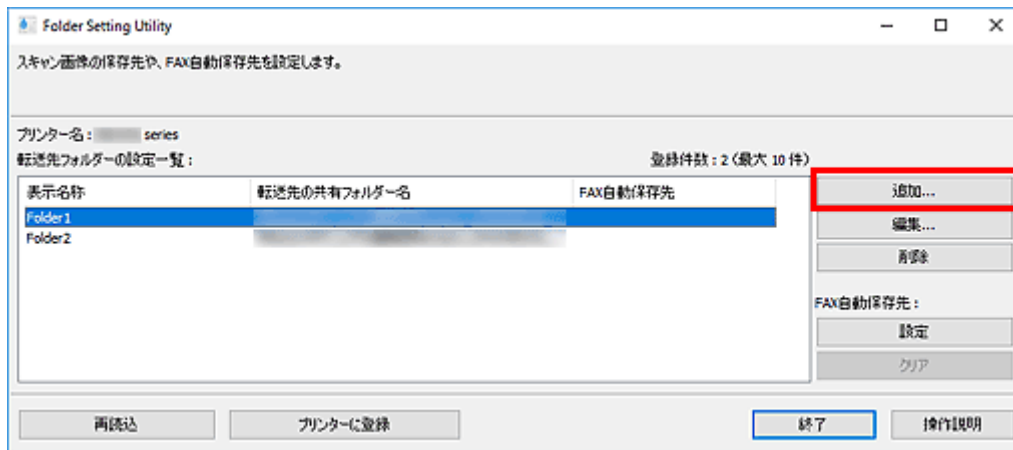 Folder Setting Utility
スキャン画像の保存先や、FAX自動保存先を設定します。
プリンター名： series
転送先フォルダーの設定一覧： 登録件数：2（最大 10 件）
表示名称 転送先の共有フォルダー名 FAX自動保存先
Folder1
Folder2
追加...
編集...
削除
FAX自動保存先：
設定
クリア
再読込 プリンターに登録 終了 操作説明